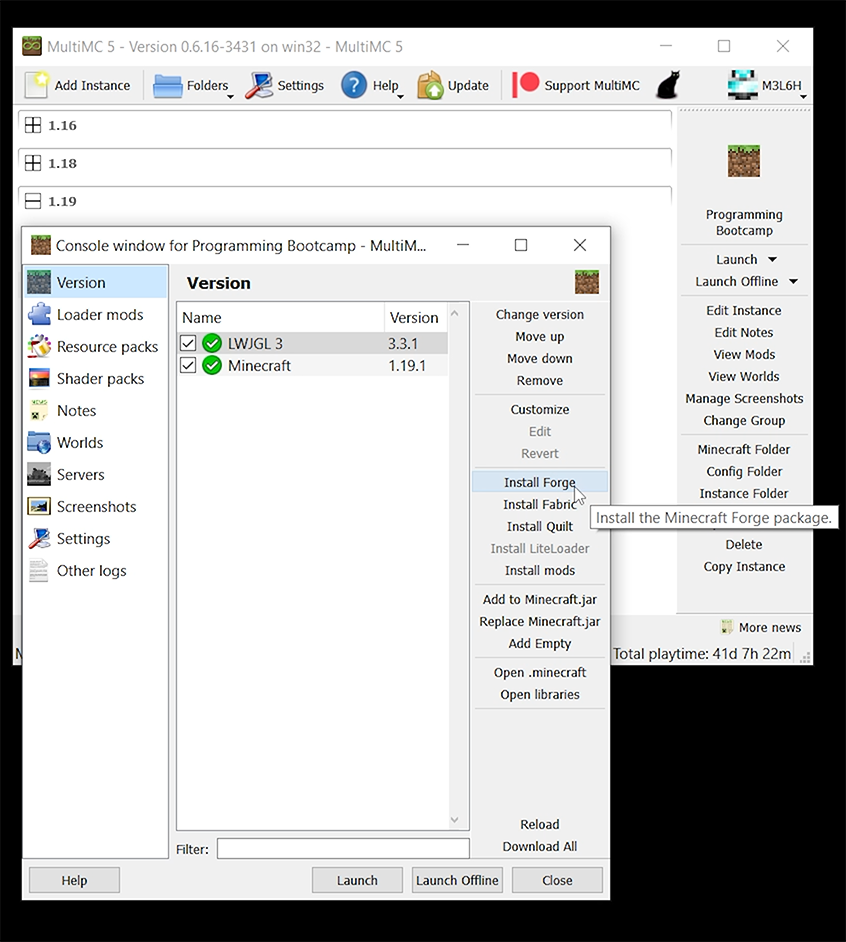 MultiMC 5 - Version 0.6.16-3431 on win32 - MultiMC 5
Add Instance Folders Settings Help Update Support MultiMC M3L6H
1.16
1.18
1.19
Programming
Bootcamp
Launch
Launch Offline
Edit Instance
Edit Notes
View Mods
View Worlds
Manage Screenshots
Change Group
Minecraft Folder
Config Folder
Instance Folder
Delete
Copy Instance
More news
Total playtime: 41d 7h 22m
Console window for Programming Bootcamp - MultiM...
Version
Loader mods
Resource packs
Shader packs
Notes
Worlds
Servers
Screenshots
Settings
Other logs
Version
Name Version
LWJGL 3 3.3.1
Minecraft 1.19.1
Filter:
Change version
Move up
Move down
Remove
Customize
Edit
Revert
Install Forge
Install Fabric
Install Quilt
Install LiteLoader
Install mods
Add to Minecraft.jar
Replace Minecraft.jar
Add Empty
Open .minecraft
Open libraries
Reload
Download All
Install the Minecraft Forge package.
Help Launch Launch Offline Close